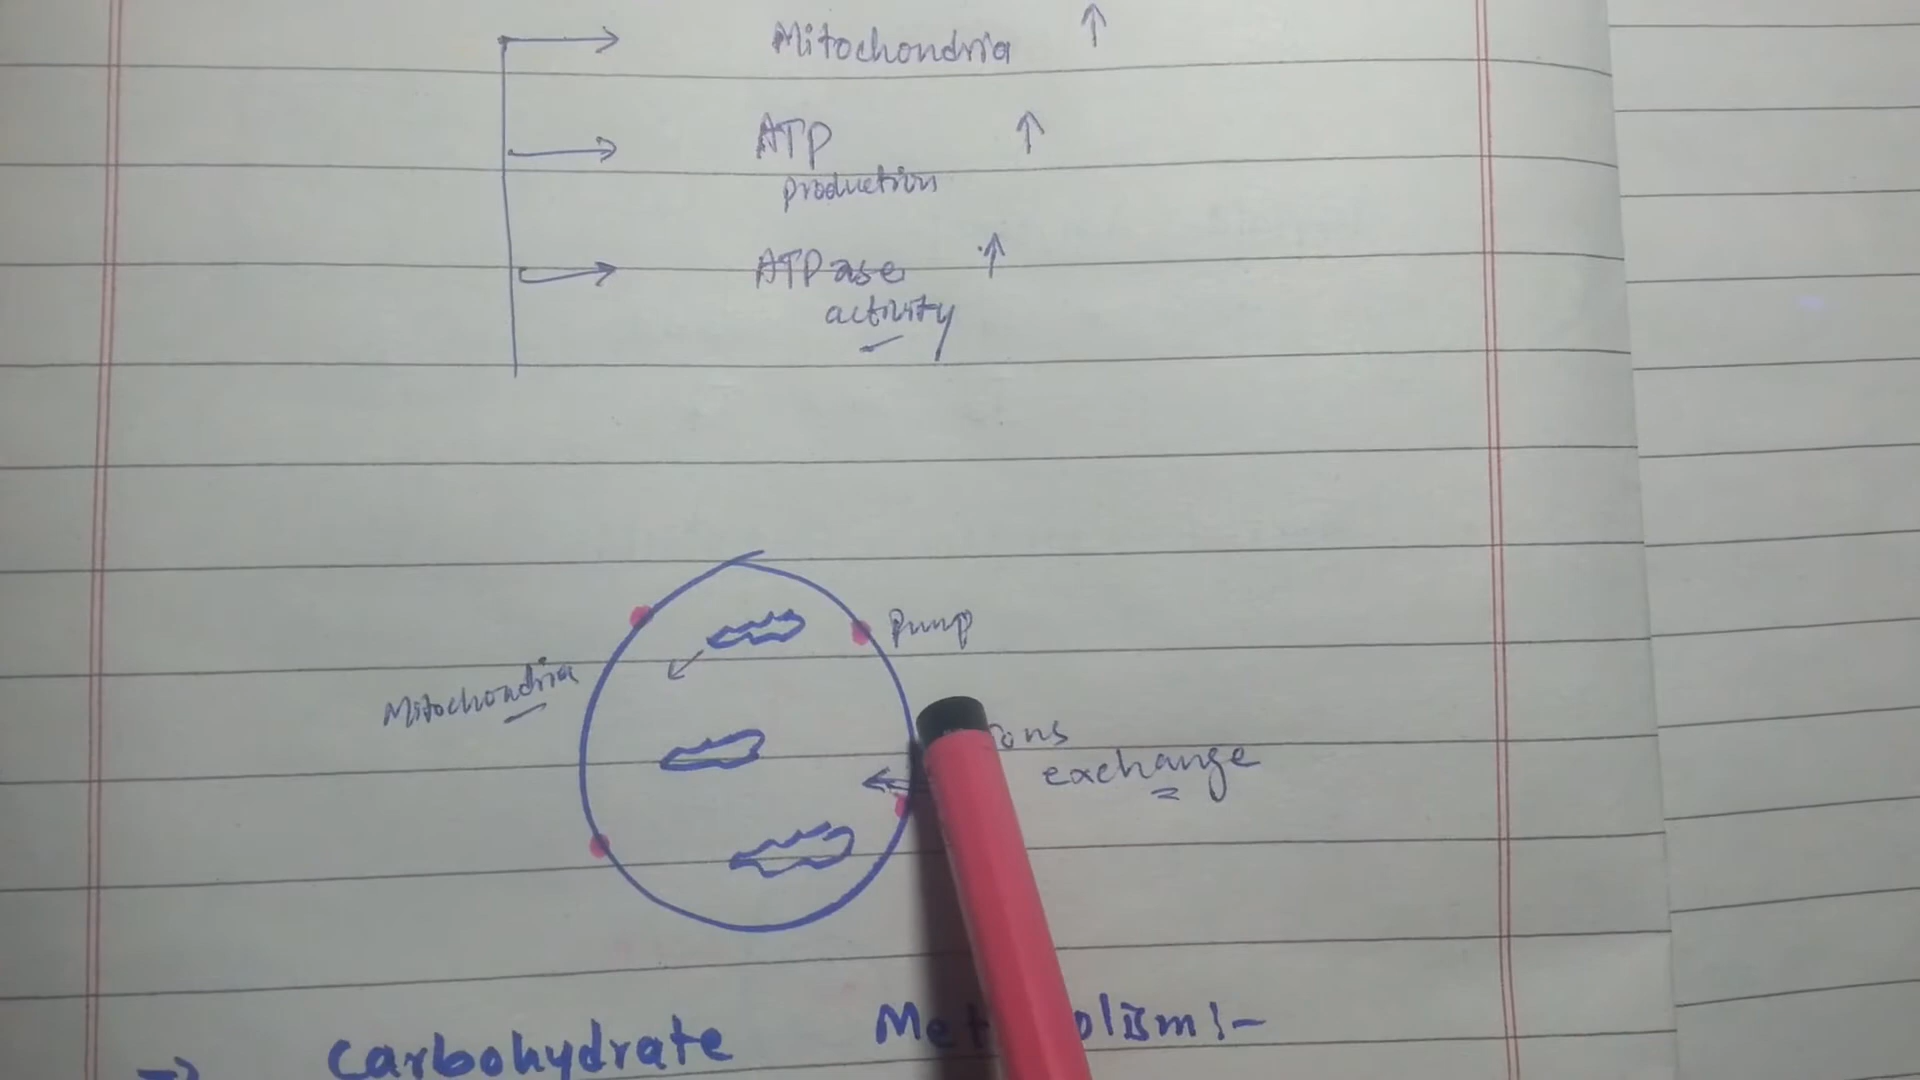 Mitochondria ↑
ATP ↑
production
ATPase ↑
activity
Pump
Mitochondria
exchange
→ Carbohydrate